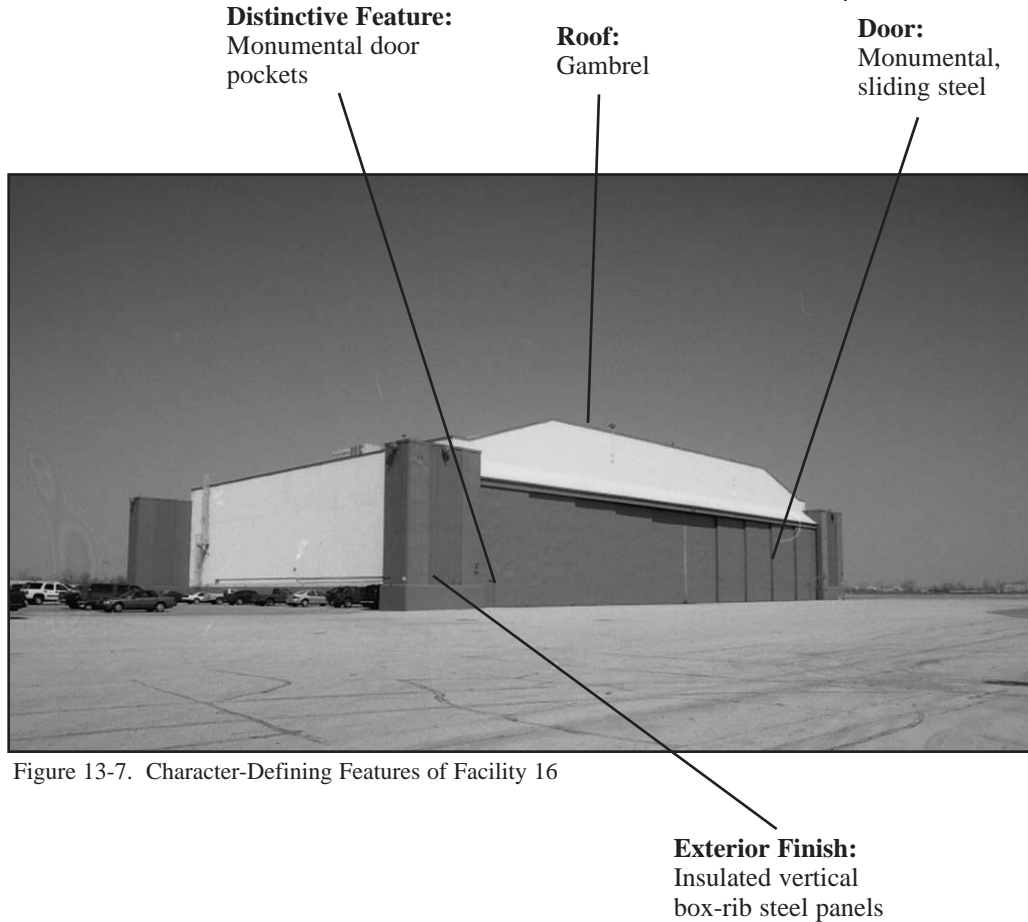 Distinctive Feature:
Monumental door
pockets
Roof:
Gambrel
Door:
Monumental,
sliding steel
Figure 13-7. Character-Defining Features of Facility 16
Exterior Finish:
Insulated vertical
box-rib steel panels